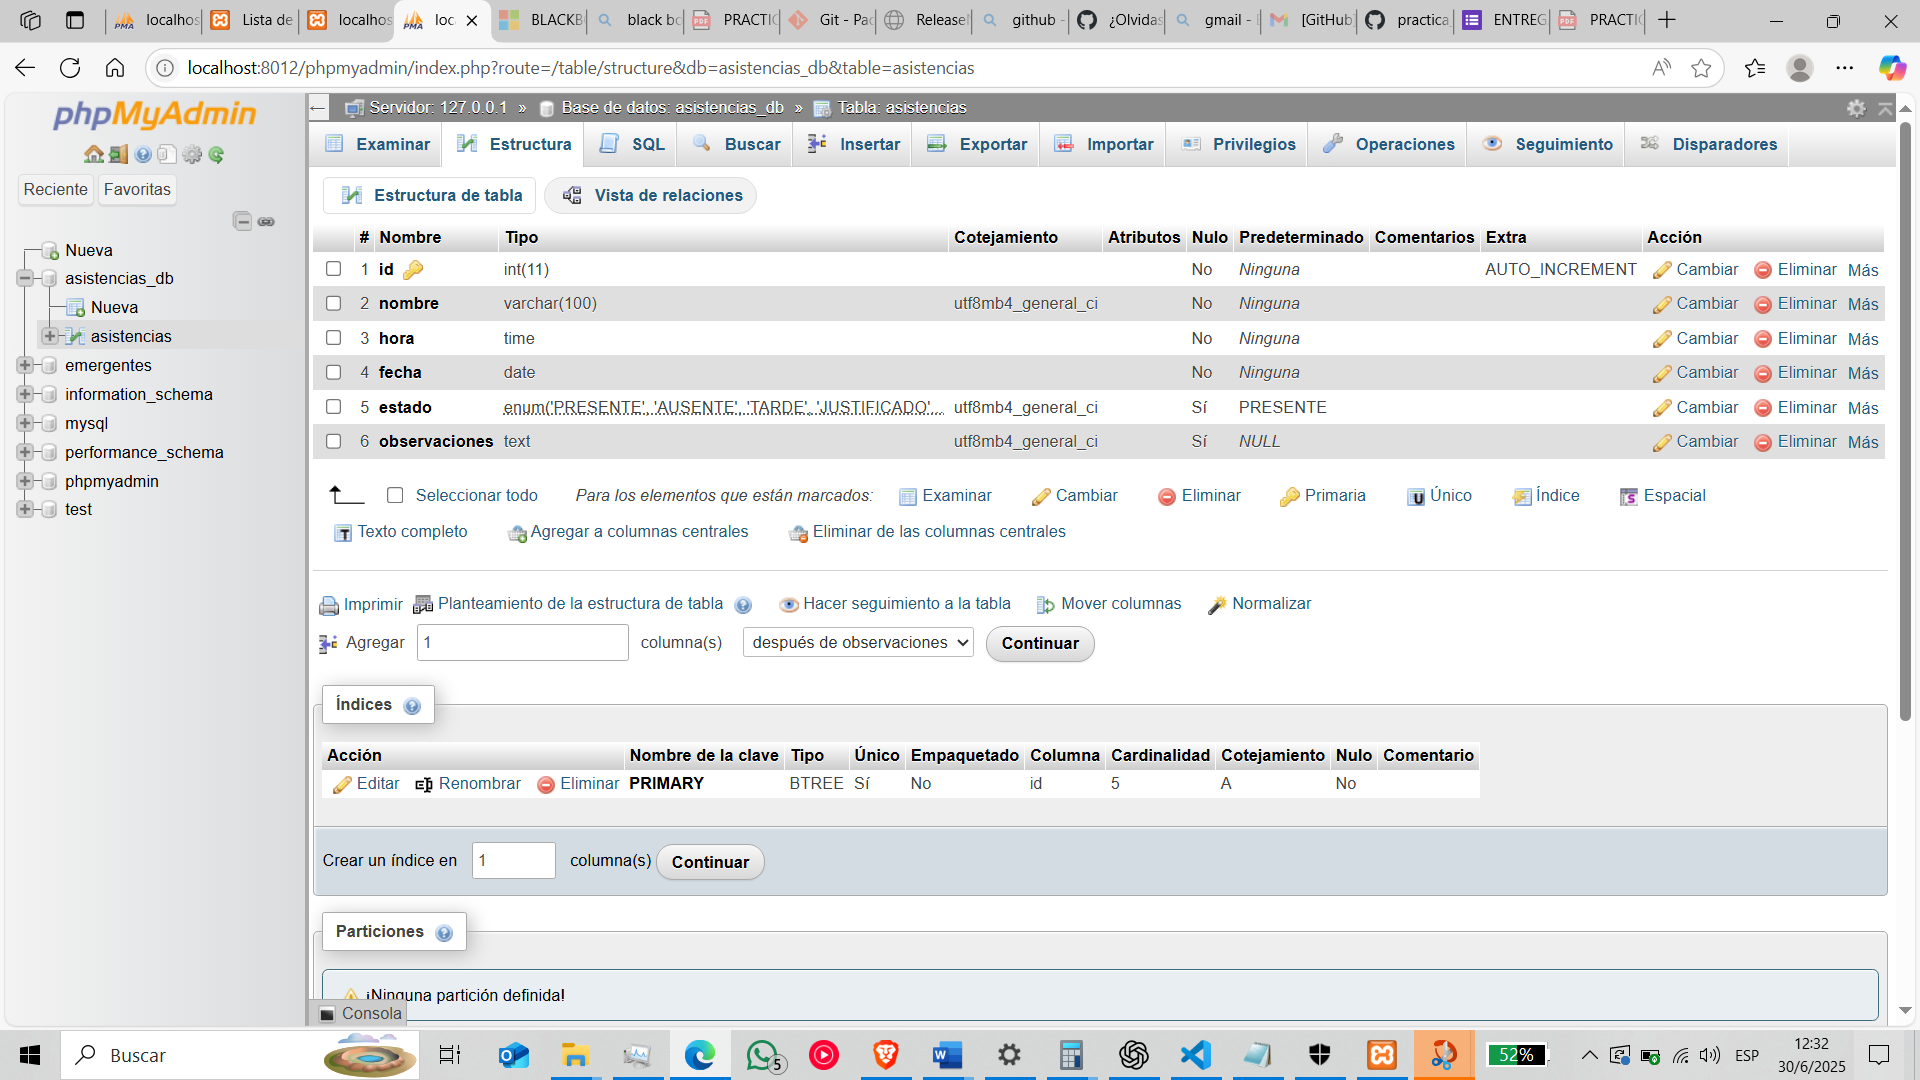 localhos
Lista de
localhos
loc
BLACKB
black bo
PRACTIC
Git - Pac
Release
github -
¿Olvidas
gmail - B
[GitHub
practica
ENTREG
PRACTIC
localhost:8012/phpmyadmin/index.php?route=/table/structure&db=asistencias_db&table=asistencias
phpMyAdmin
Reciente Favoritas
Nueva
asistencias_db
Nueva
asistencias
emergentes
information_schema
mysql
performance_schema
phpmyadmin
test
Servidor: 127.0.0.1 » Base de datos: asistencias_db » Tabla: asistencias
Examinar Estructura SQL Buscar Insertar Exportar Importar Privilegios Operaciones Seguimiento Disparadores
Estructura de tabla Vista de relaciones
# Nombre Tipo Cotejamiento Atributos Nulo Predeterminado Comentarios Extra Acción
1 id int(11) No Ninguna AUTO_INCREMENT Cambiar Eliminar Más
2 nombre varchar(100) utf8mb4_general_ci No Ninguna Cambiar Eliminar Más
3 hora time No Ninguna Cambiar Eliminar Más
4 fecha date No Ninguna Cambiar Eliminar Más
5 estado enum('PRESENTE', 'AUSENTE', 'TARDE', 'JUSTIFICADO'... utf8mb4_general_ci Sí PRESENTE Cambiar Eliminar Más
6 observaciones text utf8mb4_general_ci Sí NULL Cambiar Eliminar Más
Seleccionar todo Para los elementos que están marcados: Examinar Cambiar Eliminar Primaria Único Índice Espacial
Texto completo Agregar a columnas centrales Eliminar de las columnas centrales
Imprimir Planteamiento de la estructura de tabla Hacer seguimiento a la tabla Mover columnas Normalizar
Agregar 1 columna(s) después de observaciones Continuar
Índices
Acción Nombre de la clave Tipo Único Empaquetado Columna Cardinalidad Cotejamiento Nulo Comentario
Editar Renombrar Eliminar PRIMARY BTREE Sí No id 5 A No
Crear un índice en 1 columna(s) Continuar
Particiones
¡Ninguna partición definida!
Consola
Buscar
5
52%
ESP
12:32
30/6/2025